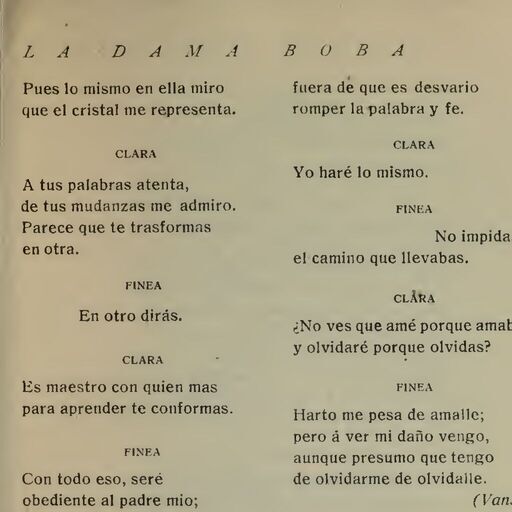 LA DAMA BOBA
Pues lo mismo en ella miro
que el cristal me representa.
CLARA
A tus palabras atenta,
de tus mudanzas me admiro.
Parece que te trasformas
en otra.
FINEA
En otro dirás.
CLARA
Es maestro con quien mas
para aprender te conformas.
FINEA
Con todo eso, seré
obediente al padre mio;
fuera de que es desvario
romper la palabra y fe.
CLARA
Yo haré lo mismo.
FINEA
No impida
el camino que llevabas.
CLARA
¿No ves que amé porque amab
y olvidaré porque olvidas?
FINEA
Harto me pesa de amalle;
pero á ver mi daño vengo,
aunque presumo que tengo
de olvidarme de olvidalle.
(Van